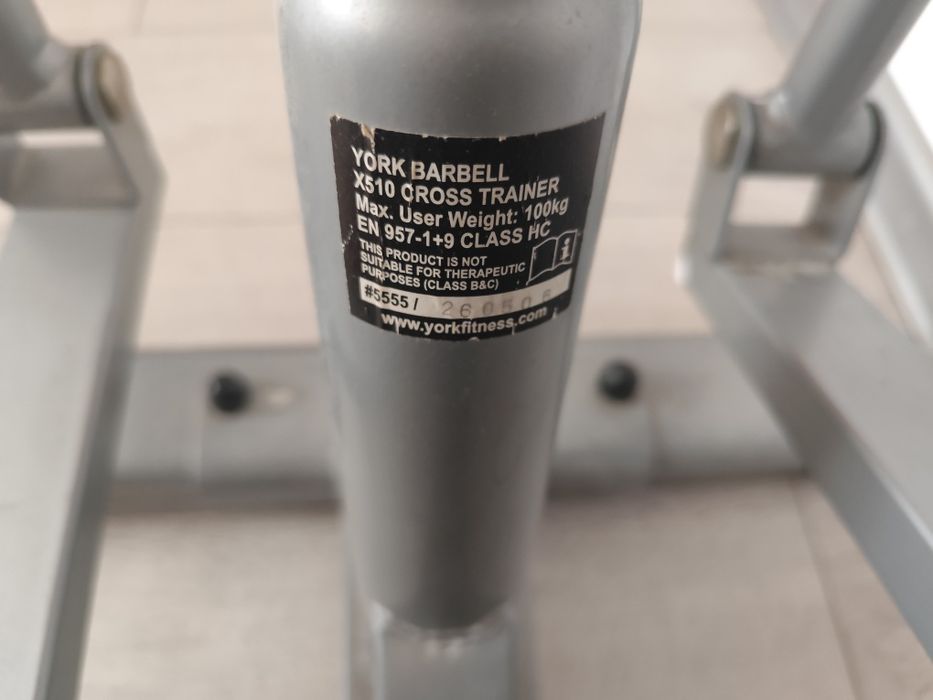 YORK BARBELL
X510 CROSS TRAINER
Max. User Weight: 100kg
EN 957-1+9 CLASS HC
THIS PRODUCT IS NOT
SUITABLE FOR THERAPEUTIC
PURPOSES (CLASS B&C)
#5555 / 260506
www.yorkfitness.com